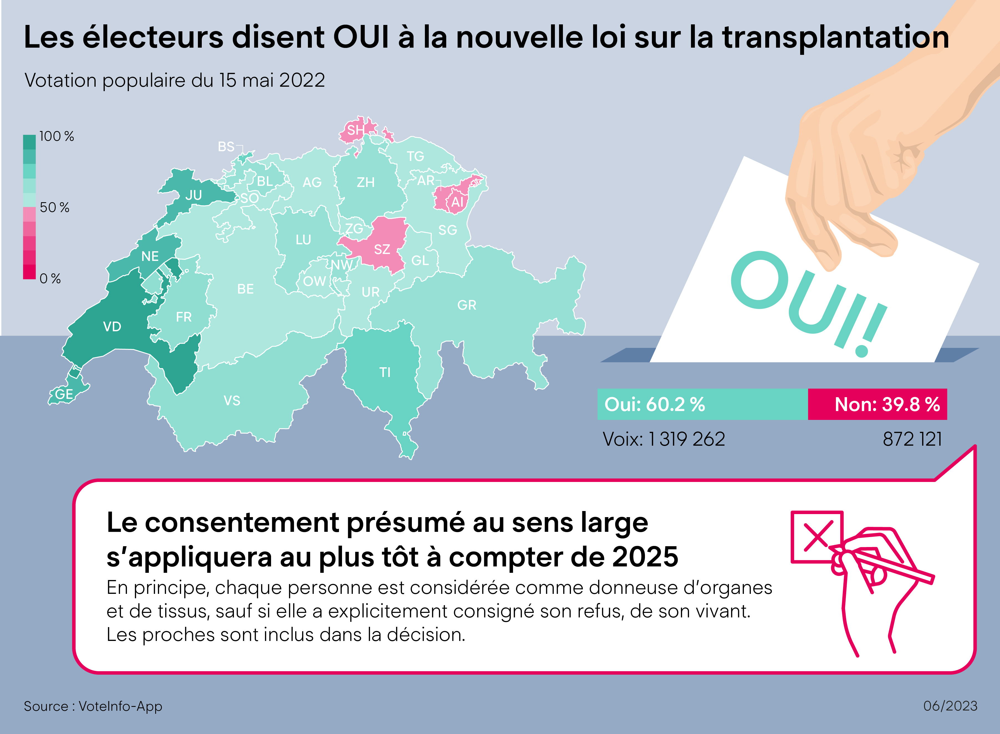 Les électeurs disent OUI à la nouvelle loi sur la transplantation
Votation populaire du 15 mai 2022
100 %
50 %
0 %
SH
BS
TG
BL
AG
ZH
AR
JU
SO
AI
ZG
SG
LU
SZ
NE
NW
GL
OW
BE
UR
GR
FR
VD
TI
GE
VS
OUI!
Oui: 60.2 %
Non: 39.8 %
Voix: 1 319 262
872 121
Le consentement présumé au sens large
s’appliquera au plus tôt à compter de 2025
En principe, chaque personne est considérée comme donneuse d’organes
et de tissus, sauf si elle a explicitement consigné son refus, de son vivant.
Les proches sont inclus dans la décision.
Source : VoteInfo-App
06/2023